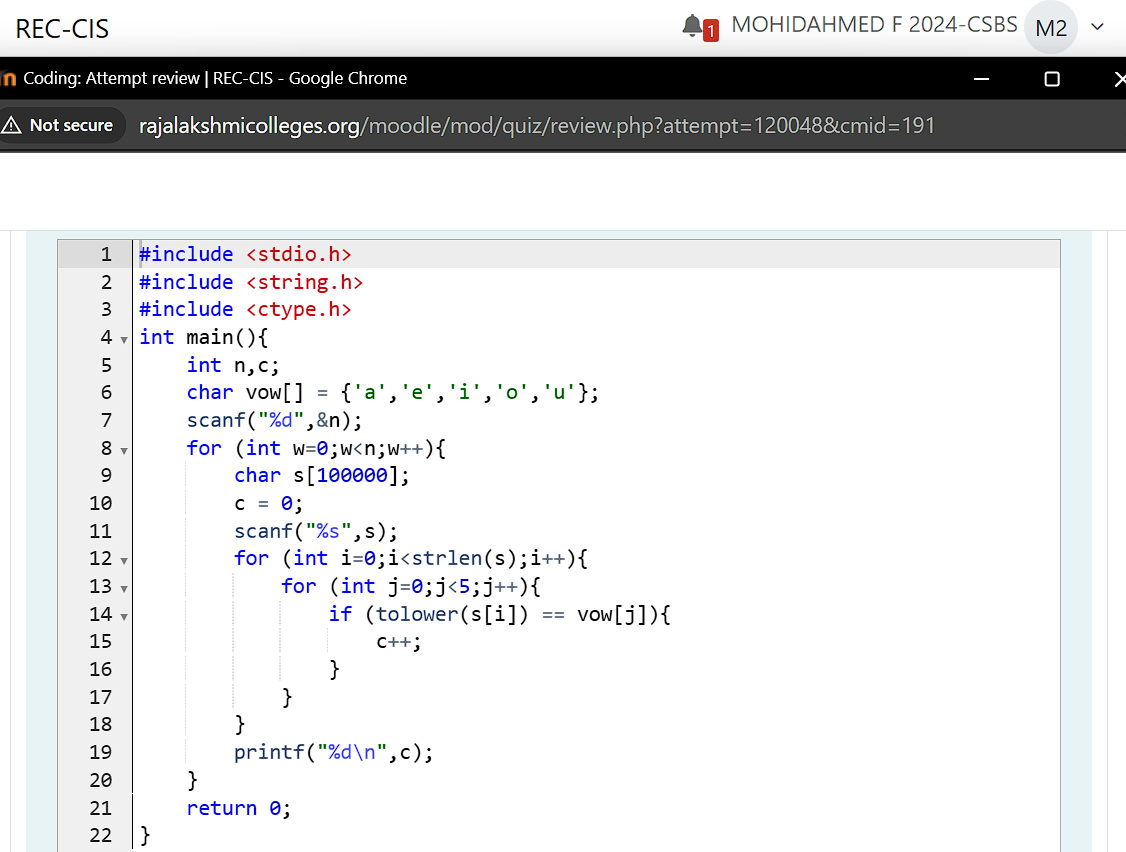 REC-CIS
1 MOHIDAHMED F 2024-CSBS M2
Coding: Attempt review | REC-CIS - Google Chrome
Not secure rajalakshmicolleges.org/moodle/mod/quiz/review.php?attempt=120048&cmid=191
1 #include <stdio.h>
2 #include <string.h>
3 #include <ctype.h>
4 int main(){
5     int n,c;
6     char vow[] = {'a','e','i','o','u'};
7     scanf("%d",&n);
8     for (int w=0;w<n;w++){
9         char s[100000];
10         c = 0;
11         scanf("%s",s);
12         for (int i=0;i<strlen(s);i++){
13             for (int j=0;j<5;j++){
14                 if (tolower(s[i]) == vow[j]){
15                     c++;
16                 }
17             }
18         }
19         printf("%d\n",c);
20     }
21     return 0;
22 }